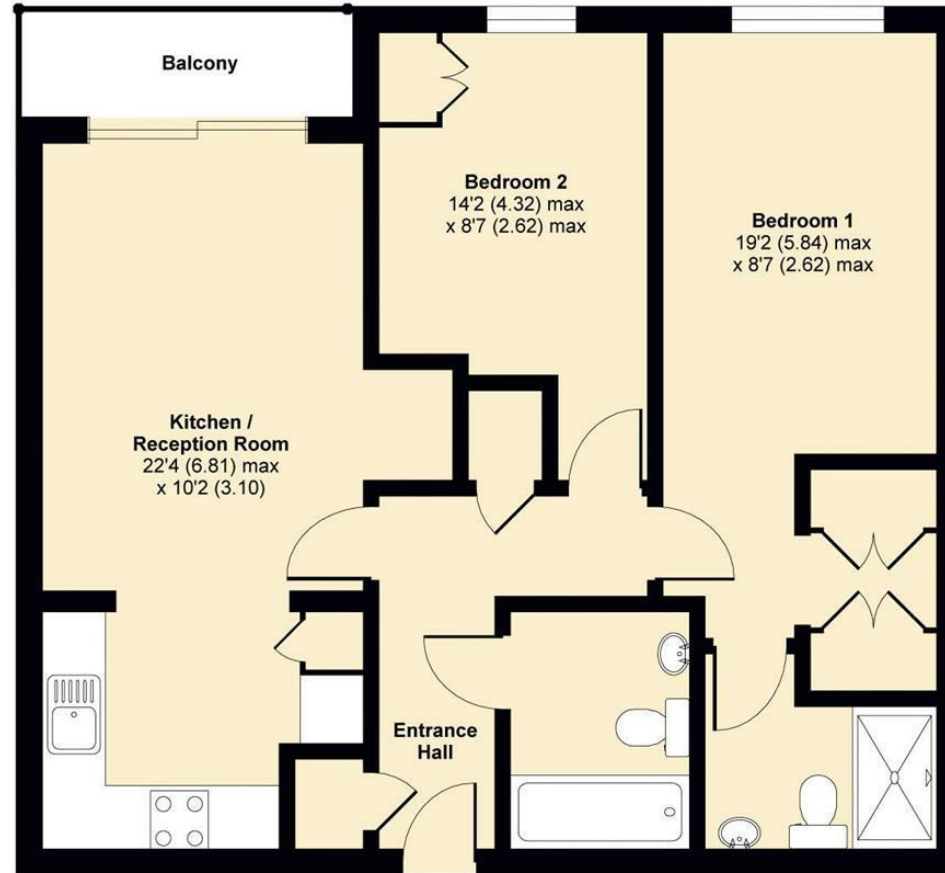 Balcony
Bedroom 2
14'2 (4.32) max
x 8'7 (2.62) max
Bedroom 1
19'2 (5.84) max
x 8'7 (2.62) max
Kitchen /
Reception Room
22'4 (6.81) max
x 10'2 (3.10)
Entrance
Hall